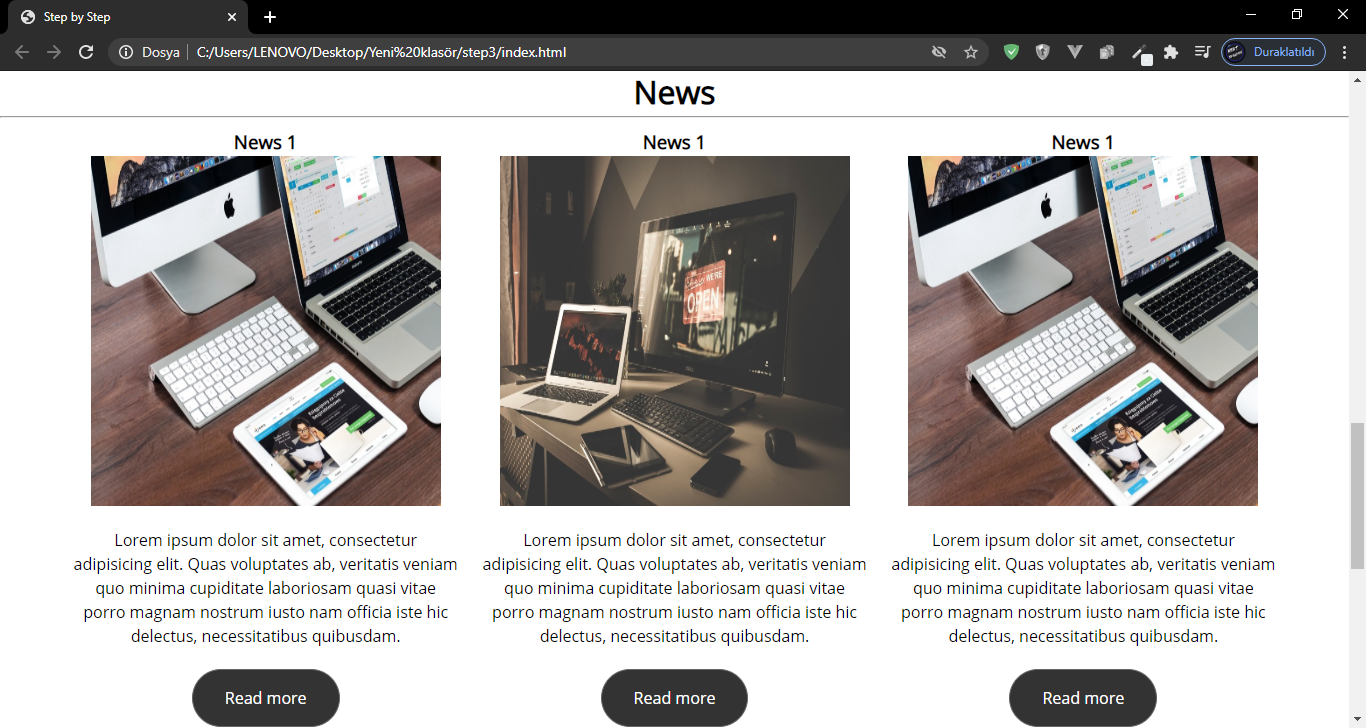 Step by Step
Dosya
C:/Users/LENOVO/Desktop/Yeni%20klasör/step3/index.html
Duraklatıldı
News
News 1
News 1
News 1
WE'RE
OPEN
Lorem ipsum dolor sit amet, consectetur
adipisicing elit. Quas voluptates ab, veritatis veniam
quo minima cupiditate laboriosam quasi vitae
porro magnam nostrum iusto nam officia iste hic
delectus, necessitatibus quibusdam.
Lorem ipsum dolor sit amet, consectetur
adipisicing elit. Quas voluptates ab, veritatis veniam
quo minima cupiditate laboriosam quasi vitae
porro magnam nostrum iusto nam officia iste hic
delectus, necessitatibus quibusdam.
Lorem ipsum dolor sit amet, consectetur
adipisicing elit. Quas voluptates ab, veritatis veniam
quo minima cupiditate laboriosam quasi vitae
porro magnam nostrum iusto nam officia iste hic
delectus, necessitatibus quibusdam.
Read more
Read more
Read more